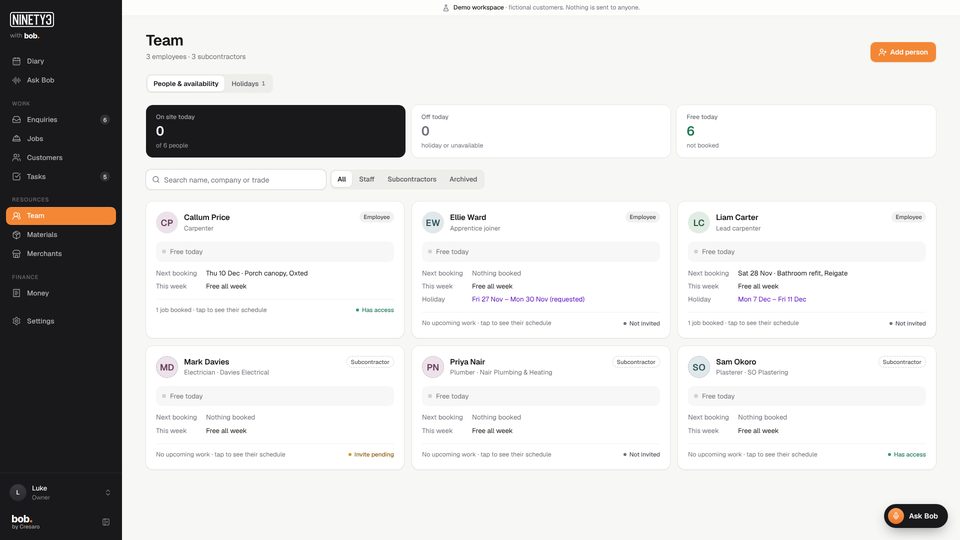 NINETY3
with bob.
Diary
Ask Bob
WORK
Enquiries 6
Jobs
Customers
Tasks 5
RESOURCES
Team
Materials
Merchants
FINANCE
Money
Settings
L
Luke
Owner
bob.
by Cresaro
Demo workspace · fictional customers. Nothing is sent to anyone.
Team
3 employees · 3 subcontractors
Add person
People & availability
Holidays 1
On site today
0
of 6 people
Off today
0
holiday or unavailable
Free today
6
not booked
Search name, company or trade
All
Staff
Subcontractors
Archived
CP
Callum Price
Carpenter
Employee
Free today
Next booking Thu 10 Dec · Porch canopy, Oxted
This week Free all week
1 job booked · tap to see their schedule
Has access
EW
Ellie Ward
Apprentice joiner
Employee
Free today
Next booking Nothing booked
This week Free all week
Holiday Fri 27 Nov – Mon 30 Nov (requested)
No upcoming work · tap to see their schedule
Not invited
LC
Liam Carter
Lead carpenter
Employee
Free today
Next booking Sat 28 Nov · Bathroom refit, Reigate
This week Free all week
Holiday Mon 7 Dec – Fri 11 Dec
1 job booked · tap to see their schedule
Not invited
MD
Mark Davies
Electrician · Davies Electrical
Subcontractor
Free today
Next booking Nothing booked
This week Free all week
No upcoming work · tap to see their schedule
Invite pending
PN
Priya Nair
Plumber · Nair Plumbing & Heating
Subcontractor
Free today
Next booking Nothing booked
This week Free all week
No upcoming work · tap to see their schedule
Not invited
SO
Sam Okoro
Plasterer · SO Plastering
Subcontractor
Free today
Next booking Nothing booked
This week Free all week
No upcoming work · tap to see their schedule
Has access
Ask Bob